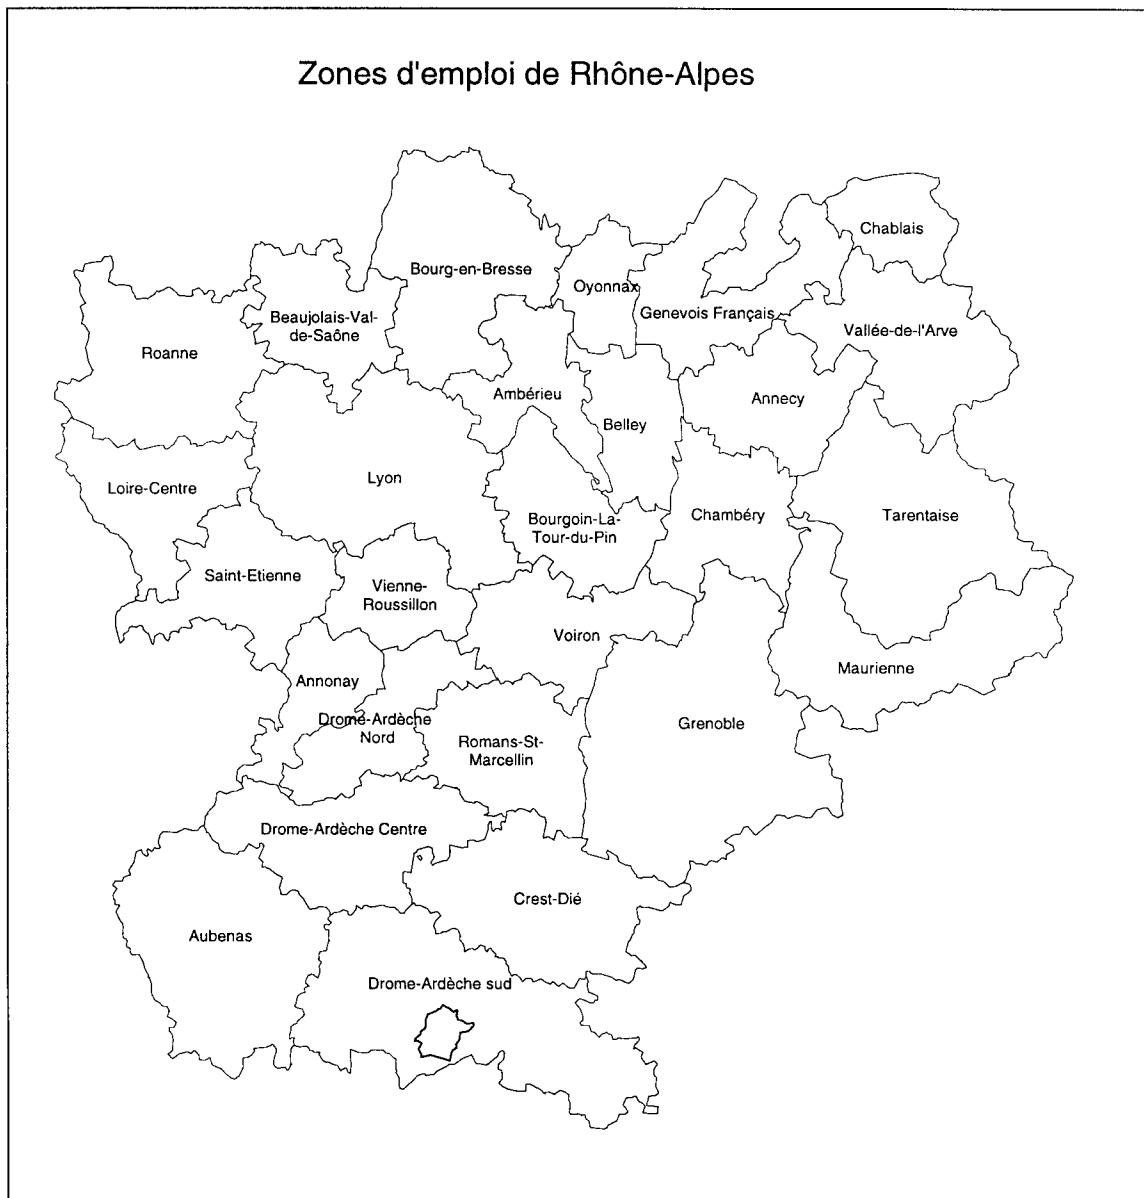 Zones d'emploi de Rhône-Alpes
Chablais
Bourg-en-Bresse
Oyonnax
Genevois Français
Beaujolais-Val-
de-Saône
Vallée-de-l'Arve
Roanne
Ambérieu
Annecy
Belley
Lyon
Loire-Centre
Bourgoin-La-
Tour-du-Pin
Chambéry
Tarentaise
Saint-Etienne
Vienne-
Roussillon
Voiron
Maurienne
Annonay
Drome-Ardèche
Nord
Grenoble
Romans-St-
Marcellin
Drome-Ardèche Centre
Crest-Dié
Aubenas
Drome-Ardèche sud